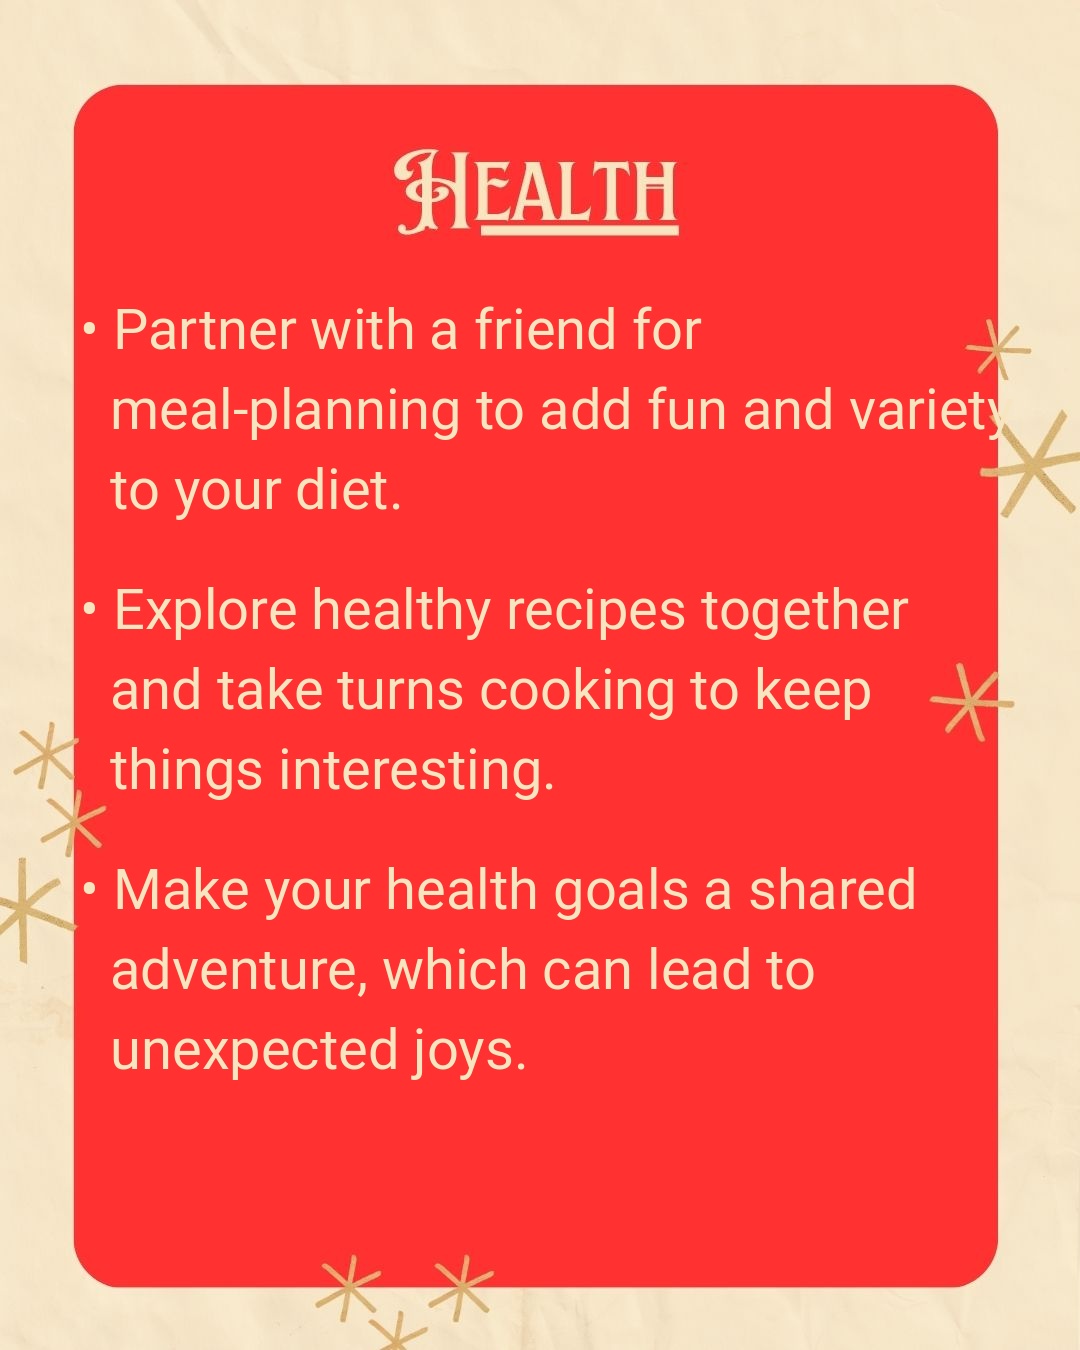 Health
• Partner with a friend for
meal-planning to add fun and variety
to your diet.
• Explore healthy recipes together
and take turns cooking to keep
things interesting.
• Make your health goals a shared
adventure, which can lead to
unexpected joys.